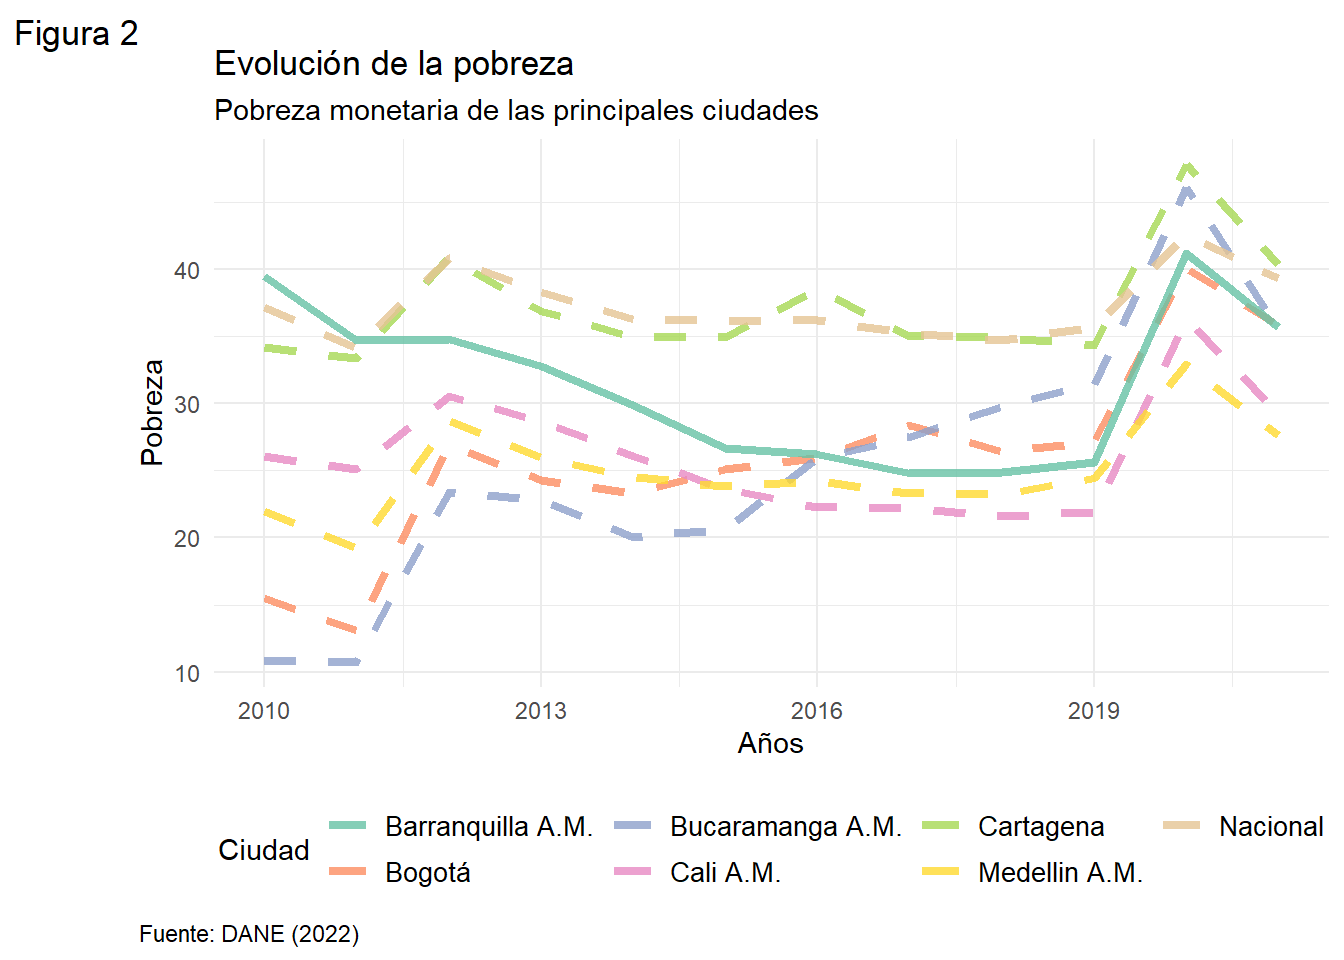 Figura 2
Evolución de la pobreza
Pobreza monetaria de las principales ciudades
Pobreza
40
30
20
10
2010 2013 2016 2019
Años
Ciudad
Barranquilla A.M. Bucaramanga A.M. Cartagena Nacional
Bogotá Cali A.M. Medellin A.M.
Fuente: DANE (2022)